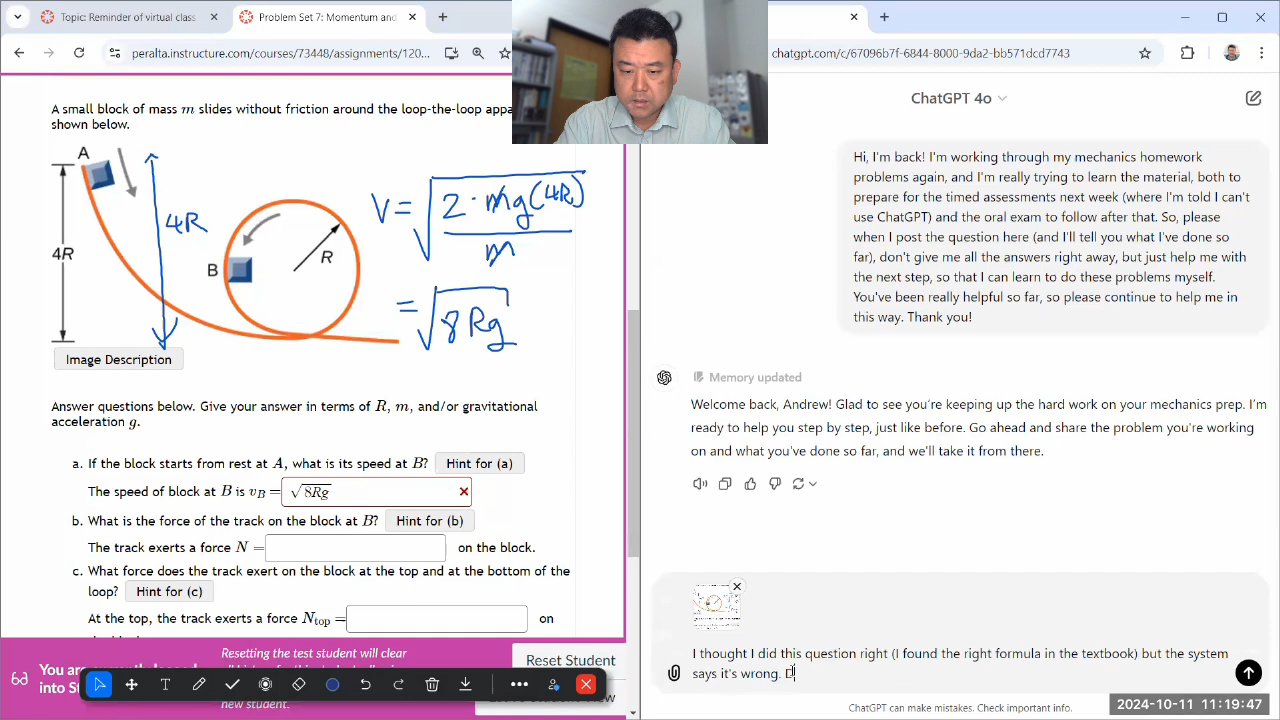 Topic: Reminder of virtual class
Problem Set 7: Momentum and
peralta.instructure.com/courses/73448/assignments/120...
chatgpt.com/c/67096b7f-6844-8000-9da2-bb571dcd7743
A small block of mass m slides without friction around the loop-the-loop appa
shown below.
A
4R
4R
B
R
V = √(2 · mg(4R) / m)
= √8Rg
Image Description
Answer questions below. Give your answer in terms of R, m, and/or gravitational
acceleration g.
a. If the block starts from rest at A, what is its speed at B? Hint for (a)
The speed of block at B is v_B = √8Rg
b. What is the force of the track on the block at B? Hint for (b)
The track exerts a force N = on the block.
c. What force does the track exert on the block at the top and at the bottom of the
loop? Hint for (c)
At the top, the track exerts a force N_top = on
Resetting the test student will clear
new student.
Reset Student
ChatGPT 4o
Hi, I'm back! I'm working through my mechanics homework
problems again, and I'm really trying to learn the material, both to
prepare for the timed assessments next week (where I'm told I can't
use ChatGPT) and the oral exam to follow after that. So, please
when I post the question here (and I'll tell you what I've done so
far), don't give me all the answers right away, but just help me with
the next step, so that I can learn to do these problems myself.
You've been really helpful so far, so please continue to help me in
this way. Thank you!
Memory updated
Welcome back, Andrew! Glad to see you're keeping up the hard work on your mechanics prep. I'm
ready to help you step by step, just like before. Go ahead and share the problem you're working
on and what you've done so far, and we'll take it from there.
I thought I did this question right (I found the right formula in the textbook) but the system
says it's wrong. D
ChatGPT can make mistakes. Check important info.
2024-10-11 11:19:47